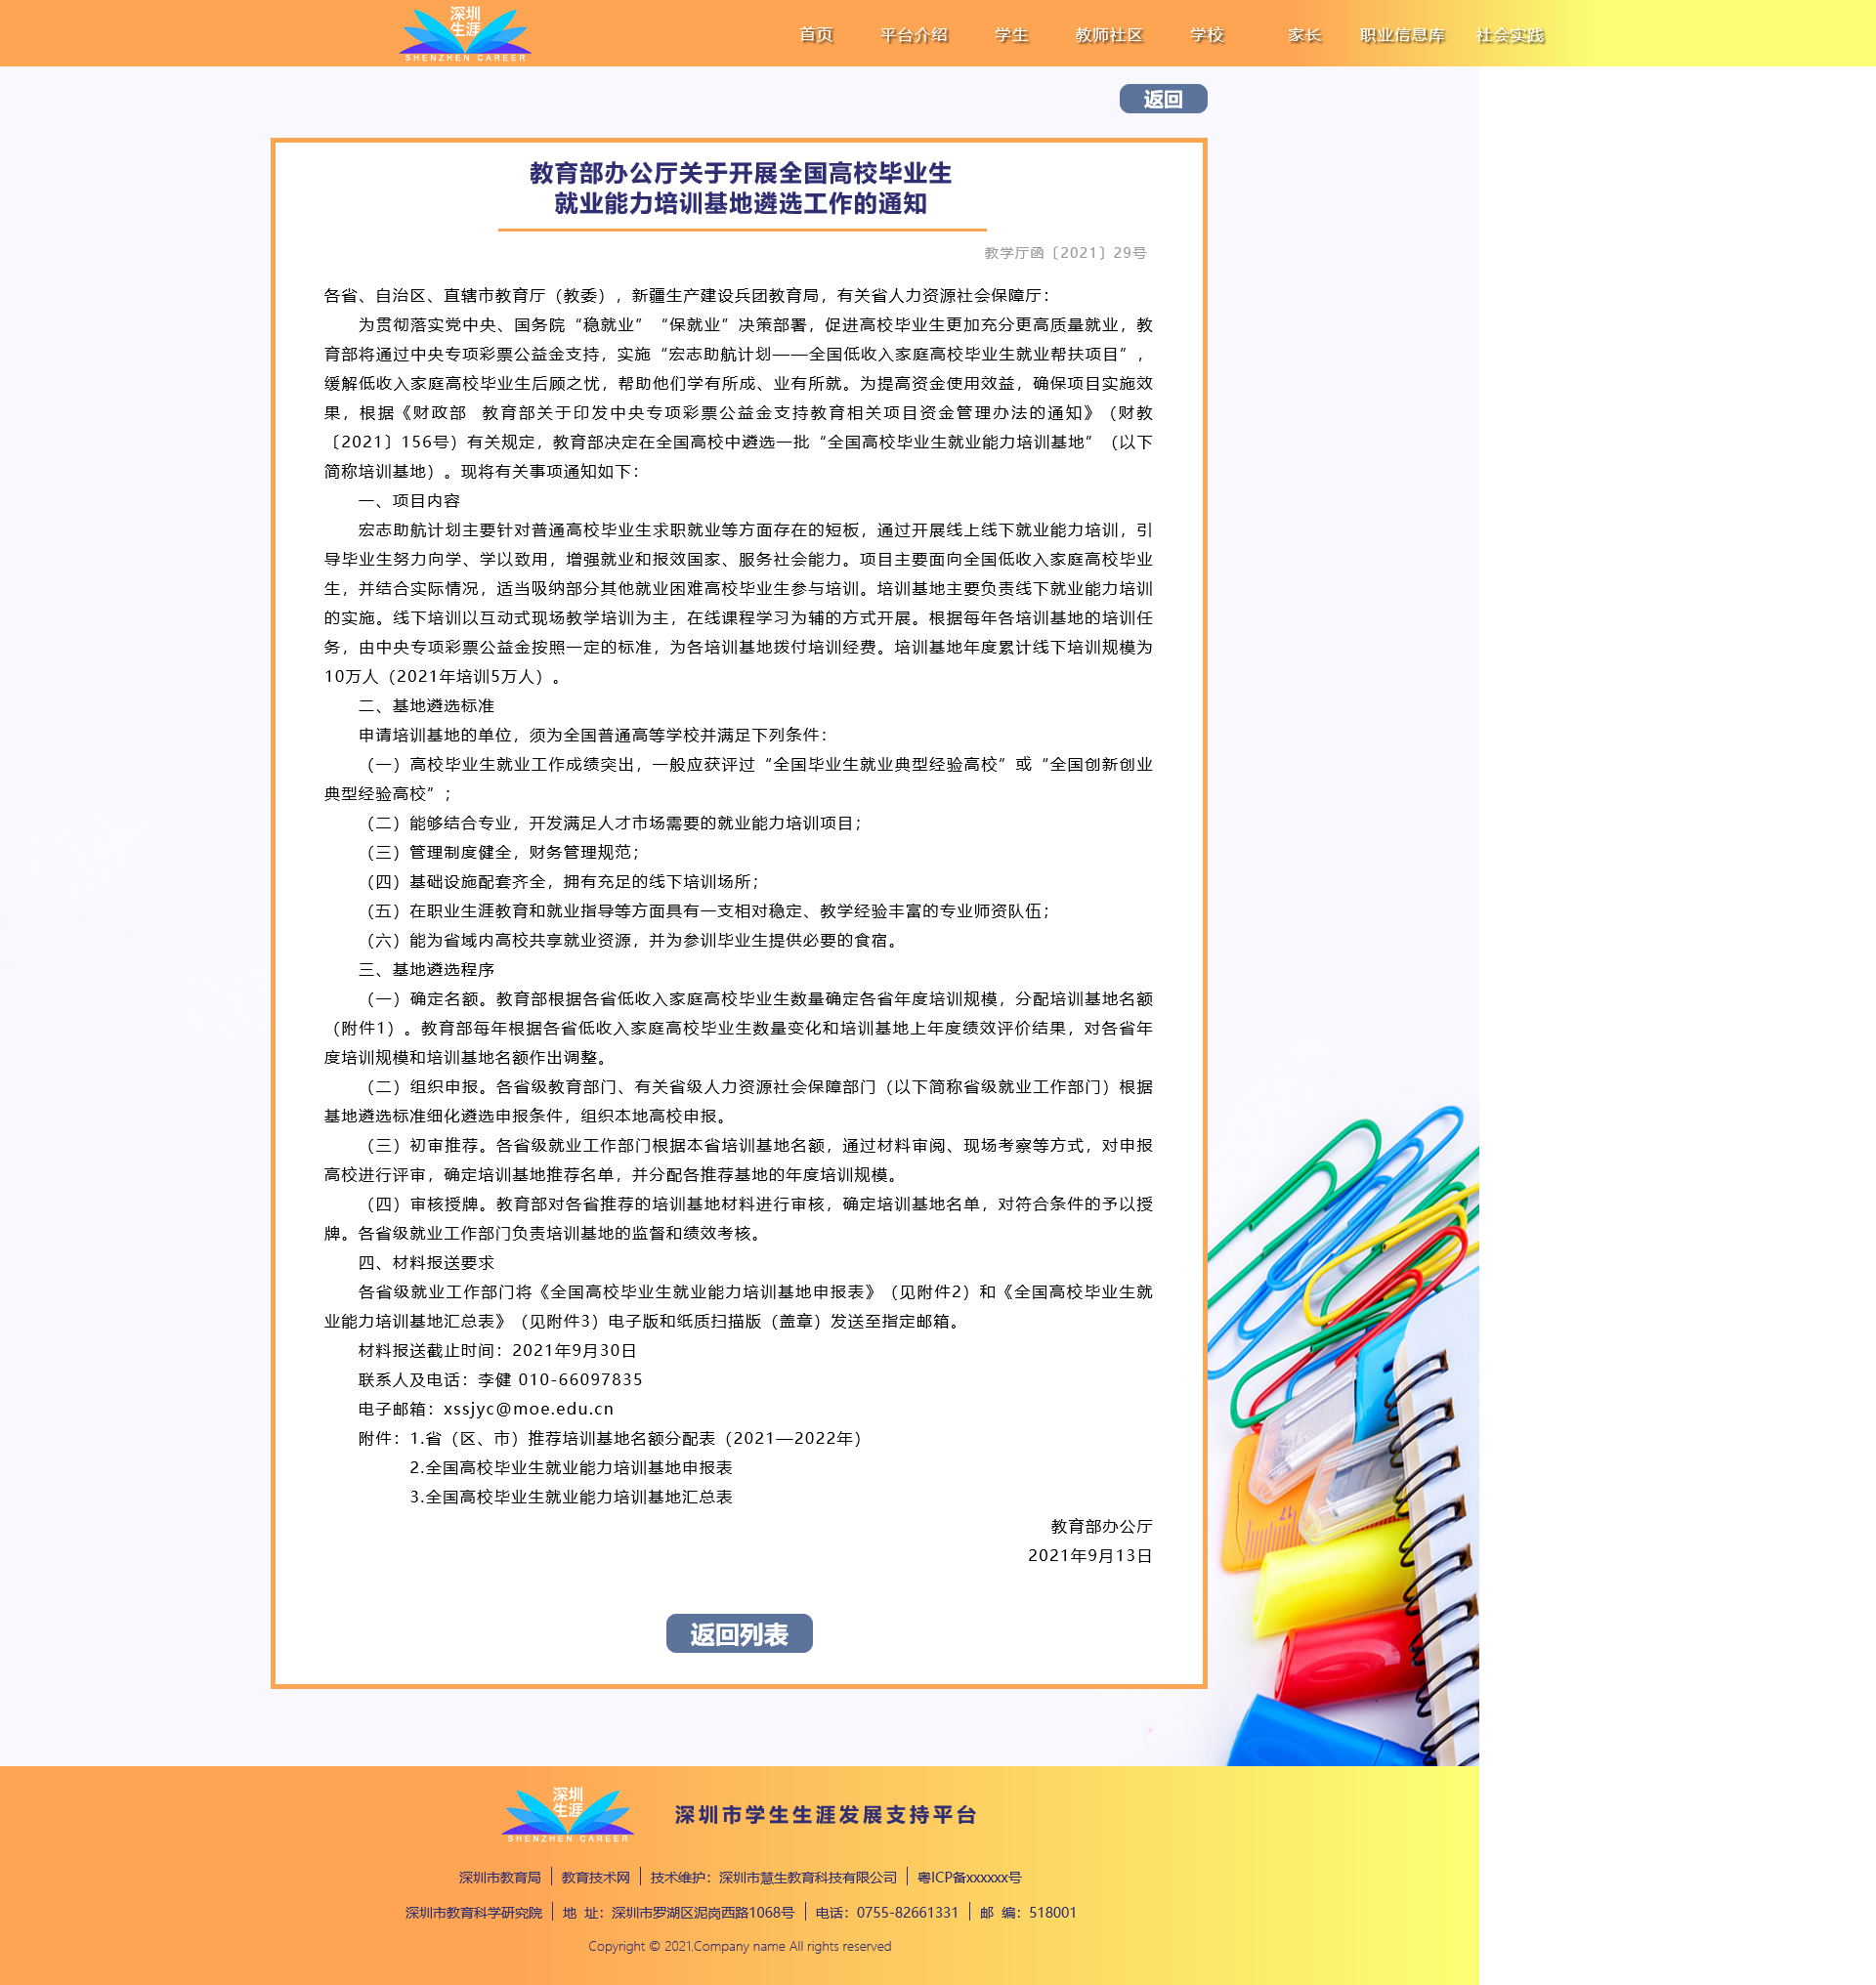 深圳
生涯
SHENZHEN CAREER
首页 平台介绍 学生 教师社区 学校 家长 职业信息库 社会实践
返回
教育部办公厅关于开展全国高校毕业生
就业能力培训基地遴选工作的通知
教学厅函〔2021〕29号
各省、自治区、直辖市教育厅（教委），新疆生产建设兵团教育局，有关省人力资源社会保障厅：
为贯彻落实党中央、国务院“稳就业”“保就业”决策部署，促进高校毕业生更加充分更高质量就业，教
育部将通过中央专项彩票公益金支持，实施“宏志助航计划——全国低收入家庭高校毕业生就业帮扶项目”，
缓解低收入家庭高校毕业生后顾之忧，帮助他们学有所成、业有所就。为提高资金使用效益，确保项目实施效
果，根据《财政部 教育部关于印发中央专项彩票公益金支持教育相关项目资金管理办法的通知》（财教
〔2021〕156号）有关规定，教育部决定在全国高校中遴选一批“全国高校毕业生就业能力培训基地”（以下
简称培训基地）。现将有关事项通知如下：
一、项目内容
宏志助航计划主要针对普通高校毕业生求职就业等方面存在的短板，通过开展线上线下就业能力培训，引
导毕业生努力向学、学以致用，增强就业和报效国家、服务社会能力。项目主要面向全国低收入家庭高校毕业
生，并结合实际情况，适当吸纳部分其他就业困难高校毕业生参与培训。培训基地主要负责线下就业能力培训
的实施。线下培训以互动式现场教学培训为主，在线课程学习为辅的方式开展。根据每年各培训基地的培训任
务，由中央专项彩票公益金按照一定的标准，为各培训基地拨付培训经费。培训基地年度累计线下培训规模为
10万人（2021年培训5万人）。
二、基地遴选标准
申请培训基地的单位，须为全国普通高等学校并满足下列条件：
（一）高校毕业生就业工作成绩突出，一般应获评过“全国毕业生就业典型经验高校”或“全国创新创业
典型经验高校”；
（二）能够结合专业，开发满足人才市场需要的就业能力培训项目；
（三）管理制度健全，财务管理规范；
（四）基础设施配套齐全，拥有充足的线下培训场所；
（五）在职业生涯教育和就业指导等方面具有一支相对稳定、教学经验丰富的专业师资队伍；
（六）能为省域内高校共享就业资源，并为参训毕业生提供必要的食宿。
三、基地遴选程序
（一）确定名额。教育部根据各省低收入家庭高校毕业生数量确定各省年度培训规模，分配培训基地名额
（附件1）。教育部每年根据各省低收入家庭高校毕业生数量变化和培训基地上年度绩效评价结果，对各省年
度培训规模和培训基地名额作出调整。
（二）组织申报。各省级教育部门、有关省级人力资源社会保障部门（以下简称省级就业工作部门）根据
基地遴选标准细化遴选申报条件，组织本地高校申报。
（三）初审推荐。各省级就业工作部门根据本省培训基地名额，通过材料审阅、现场考察等方式，对申报
高校进行评审，确定培训基地推荐名单，并分配各推荐基地的年度培训规模。
（四）审核授牌。教育部对各省推荐的培训基地材料进行审核，确定培训基地名单，对符合条件的予以授
牌。各省级就业工作部门负责培训基地的监督和绩效考核。
四、材料报送要求
各省级就业工作部门将《全国高校毕业生就业能力培训基地申报表》（见附件2）和《全国高校毕业生就
业能力培训基地汇总表》（见附件3）电子版和纸质扫描版（盖章）发送至指定邮箱。
材料报送截止时间：2021年9月30日
联系人及电话：李健 010-66097835
电子邮箱：xssjyc@moe.edu.cn
附件：1.省（区、市）推荐培训基地名额分配表（2021—2022年）
2.全国高校毕业生就业能力培训基地申报表
3.全国高校毕业生就业能力培训基地汇总表
教育部办公厅
2021年9月13日
17
返回列表
深圳
生涯
SHENZHEN CAREER
深圳市学生生涯发展支持平台
深圳市教育局 教育技术网 技术维护：深圳市慧生教育科技有限公司 粤ICP备xxxxxx号
深圳市教育科学研究院 地 址：深圳市罗湖区泥岗西路1068号 电话：0755-82661331 邮 编：518001
Copyright © 2021.Company name All rights reserved